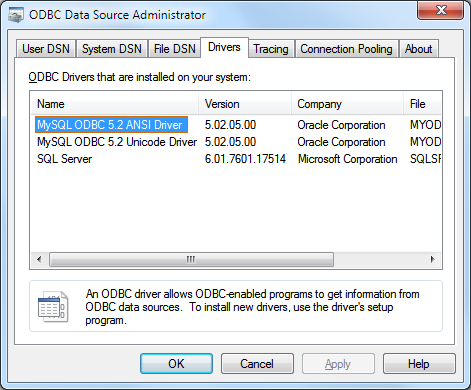 ODBC Data Source Administrator
User DSN System DSN File DSN Drivers Tracing Connection Pooling About
ODBC Drivers that are installed on your system:
Name Version Company File
MySQL ODBC 5.2 ANSI Driver 5.02.05.00 Oracle Corporation MYOD
MySQL ODBC 5.2 Unicode Driver 5.02.05.00 Oracle Corporation MYOD
SQL Server 6.01.7601.17514 Microsoft Corporation SQLSR
An ODBC driver allows ODBC-enabled programs to get information from
ODBC data sources. To install new drivers, use the driver's setup
program.
OK Cancel Apply Help